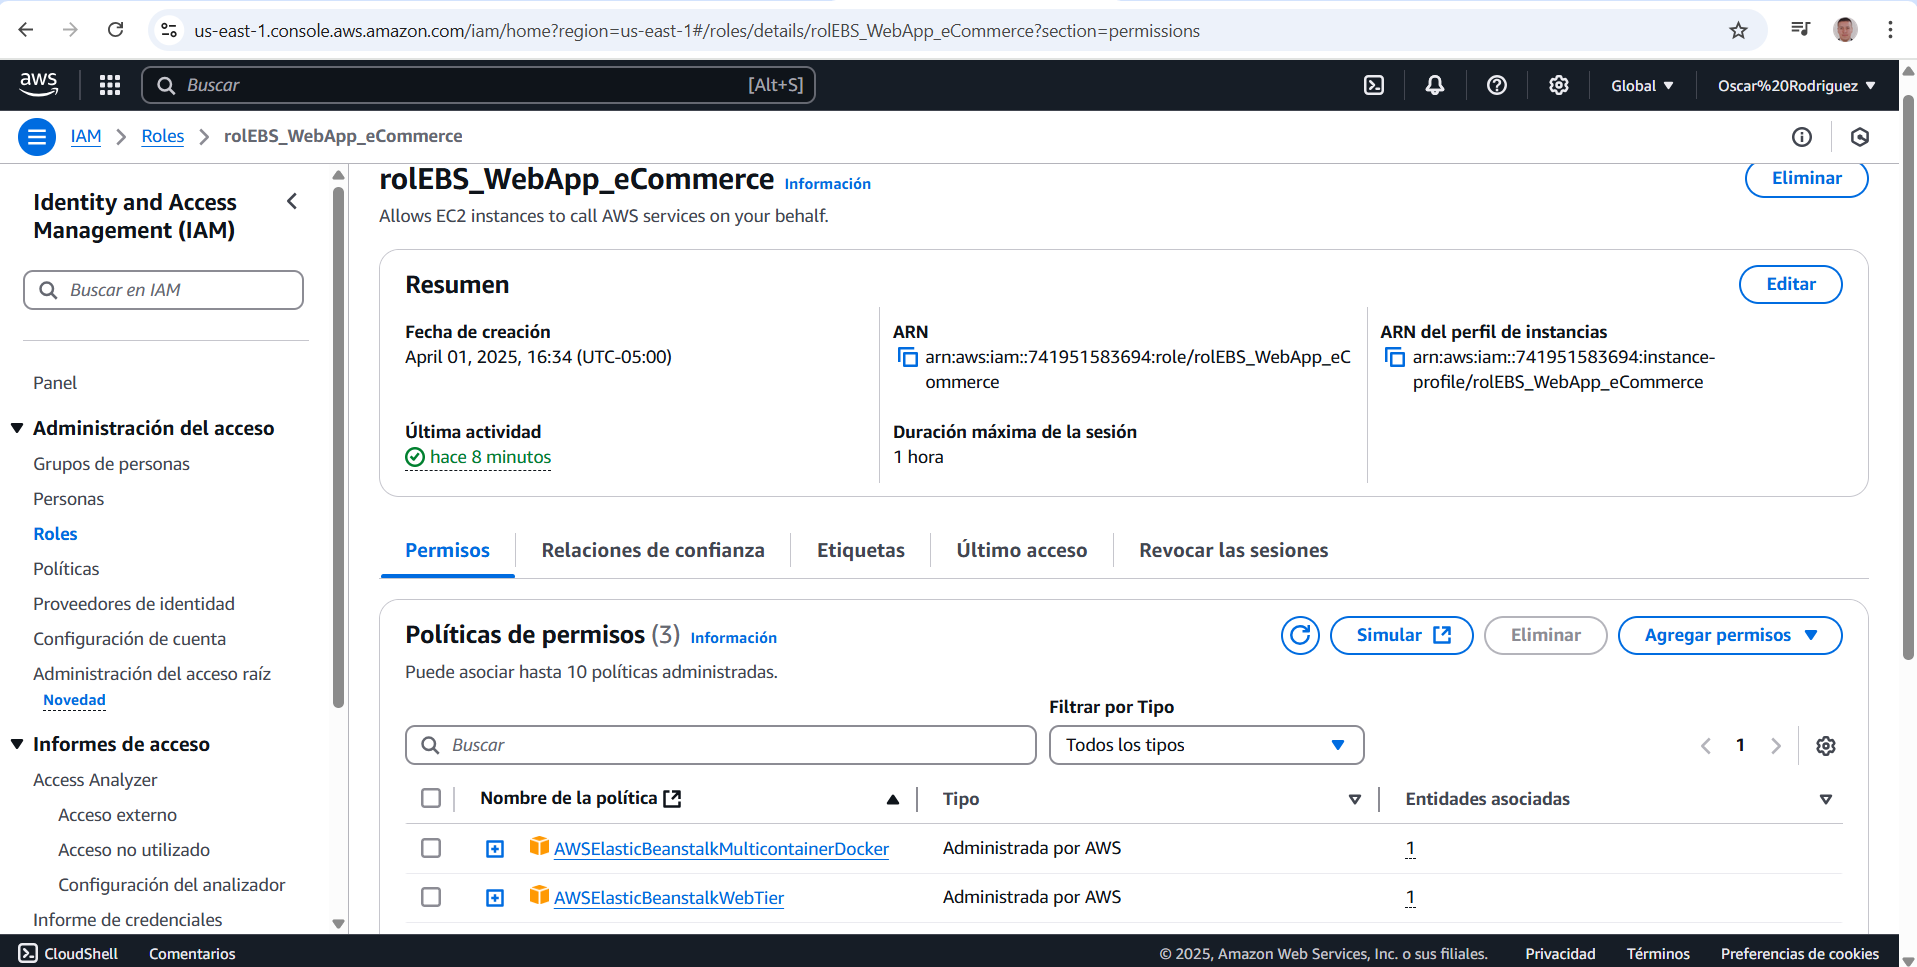 us-east-1.console.aws.amazon.com/iam/home?region=us-east-1#/roles/details/rolEBS_WebApp_eCommerce?section=permissions
aws
Buscar
[Alt+S]
Global
Oscar%20Rodriguez
IAM
Roles
rolEBS_WebApp_eCommerce
Identity and Access
Management (IAM)
Buscar en IAM
Panel
Administración del acceso
Grupos de personas
Personas
Roles
Políticas
Proveedores de identidad
Configuración de cuenta
Administración del acceso raíz
Novedad
Informes de acceso
Access Analyzer
Acceso externo
Acceso no utilizado
Configuración del analizador
Informe de credenciales
rolEBS_WebApp_eCommerce Información
Eliminar
Allows EC2 instances to call AWS services on your behalf.
Resumen
Editar
Fecha de creación
April 01, 2025, 16:34 (UTC-05:00)
ARN
arn:aws:iam::741951583694:role/rolEBS_WebApp_eC
ommerce
ARN del perfil de instancias
arn:aws:iam::741951583694:instance-
profile/rolEBS_WebApp_eCommerce
Última actividad
hace 8 minutos
Duración máxima de la sesión
1 hora
Permisos
Relaciones de confianza
Etiquetas
Último acceso
Revocar las sesiones
Políticas de permisos (3) Información
Simular
Eliminar
Agregar permisos
Puede asociar hasta 10 políticas administradas.
Filtrar por Tipo
Buscar
Todos los tipos
1
Nombre de la política
Tipo
Entidades asociadas
AWSElasticBeanstalkMulticontainerDocker
Administrada por AWS
1
AWSElasticBeanstalkWebTier
Administrada por AWS
1
CloudShell
Comentarios
© 2025, Amazon Web Services, Inc. o sus filiales.
Privacidad
Términos
Preferencias de cookies